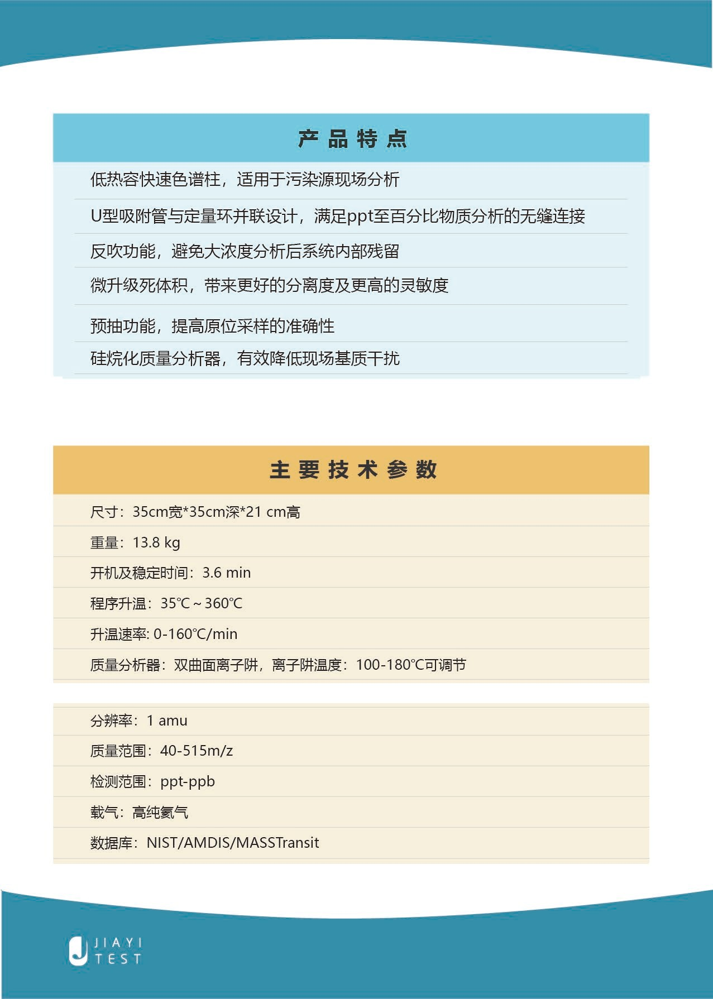 产品特点
低热容快速色谱柱，适用于污染源现场分析
U型吸附管与定量环并联设计，满足ppt至百分比物质分析的无缝连接
反吹功能，避免大浓度分析后系统内部残留
微升级死体积，带来更好的分离度及更高的灵敏度
预抽功能，提高原位采样的准确性
硅烷化质量分析器，有效降低现场基质干扰
主要技术参数
尺寸：35cm宽*35cm深*21 cm高
重量：13.8 kg
开机及稳定时间：3.6 min
程序升温：35℃～360℃
升温速率: 0-160℃/min
质量分析器：双曲面离子阱，离子阱温度：100-180℃可调节
分辨率：1 amu
质量范围：40-515m/z
检测范围：ppt-ppb
载气：高纯氦气
数据库：NIST/AMDIS/MASSTransit
JIAYI
TEST